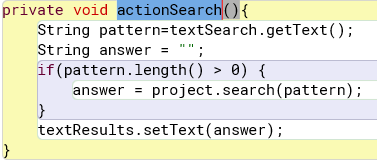 private void actionSearch(){
String pattern=textSearch.getText();
String answer = "";
if(pattern.length() > 0) {
answer = project.search(pattern);
}
textResults.setText(answer);
}